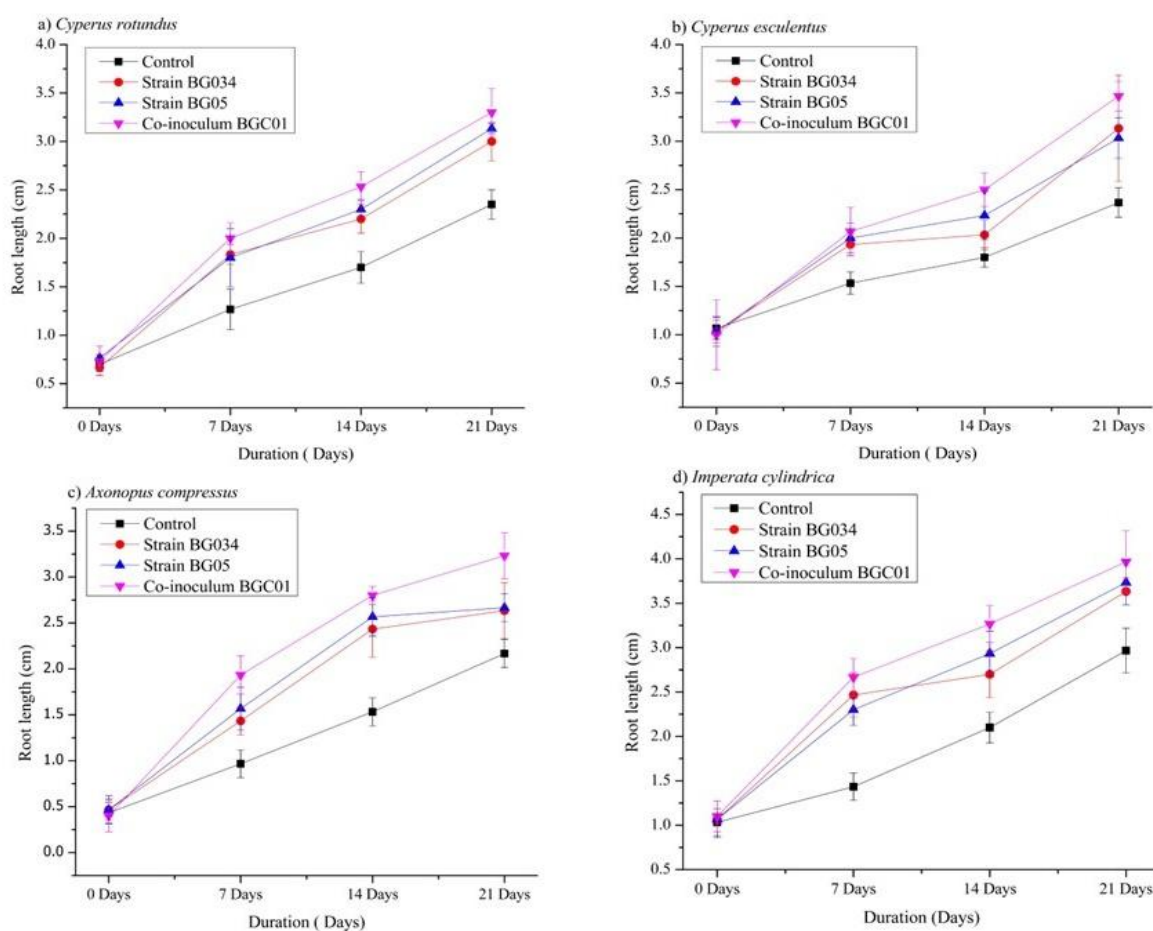 a) Cyperus rotundus
4.0
3.5
3.0
2.5
2.0
1.5
1.0
0.5
Root length (cm)
Control
Strain BG034
Strain BG05
Co-inoculum BGC01
0 Days
7 Days
14 Days
21 Days
Duration ( Days)
b) Cyperus esculentus
4.0
3.5
3.0
2.5
2.0
1.5
1.0
0.5
Root length (cm)
Control
Strain BG034
Strain BG05
Co-inoculum BGC01
0 Days
7 Days
14 Days
21 Days
Duration ( Days)
c) Axonopus compressus
3.5
3.0
2.5
2.0
1.5
1.0
0.5
0.0
Root length (cm)
Control
Strain BG034
Strain BG05
Co-inoculum BGC01
0 Days
7 Days
14 Days
21 Days
Duration ( Days)
d) Imperata cylindrica
4.5
4.0
3.5
3.0
2.5
2.0
1.5
1.0
0.5
Root length (cm)
Control
Strain BG034
Strain BG05
Co-inoculum BGC01
0 Days
7 Days
14 Days
21 Days
Duration (Days)